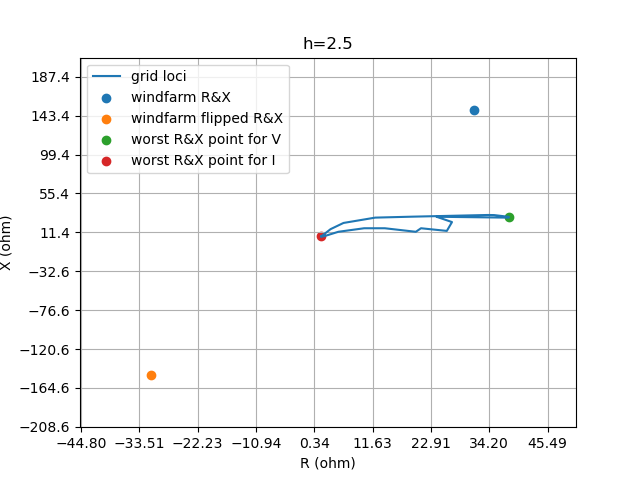 h=2.5
grid loci
windfarm R&X
windfarm flipped R&X
worst R&X point for V
worst R&X point for I
187.4
143.4
99.4
55.4
11.4
−32.6
−76.6
−120.6
−164.6
−208.6
X (ohm)
−44.80 −33.51 −22.23 −10.94 0.34 11.63 22.91 34.20 45.49
R (ohm)